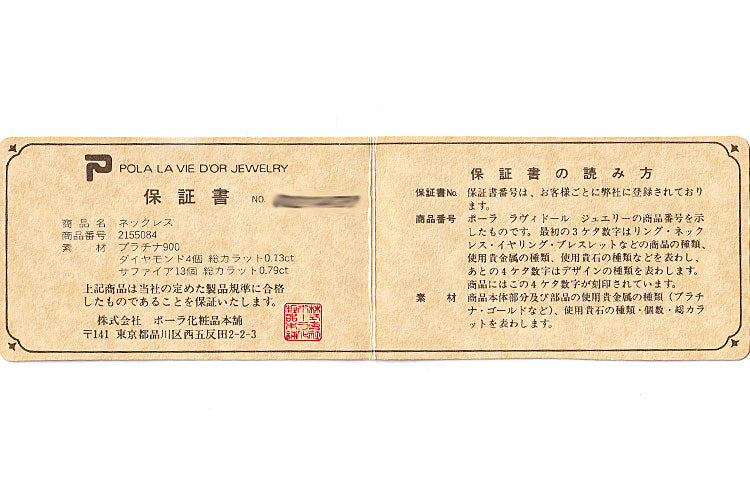 POLA LA VIE D'OR JEWELRY
保証書 NO.
商品名 ネックレス
商品番号 2155084
素材 プラチナ900
ダイヤモンド4個 総カラット0.13ct
サファイア13個 総カラット0.79ct
上記商品は当社の定めた製品規準に合格
したものであることを保証いたします。
株式会社 ポーラ化粧品本舗
〒141 東京都品川区西五反田2-2-3
保証書の読み方
保証書No. 保証書番号は、お客様ごとに弊社に登録されており
ます。
商品番号 ポーラ ラヴィドール ジュエリーの商品番号を示
したものです。最初の3ケタ数字はリング・ネック
レス・イヤリング・ブレスレットなどの商品の種類、
使用貴金属の種類、使用貴石の種類などを表わし、
あとの4ケタ数字はデザインの種類を表します。
商品にはこの4ケタ数字が刻印されています。
素材 商品本体部分及び部品の使用貴金属の種類（プラチ
ナ・ゴールドなど）、使用貴石の種類・個数・総カラ
ットを表わします。